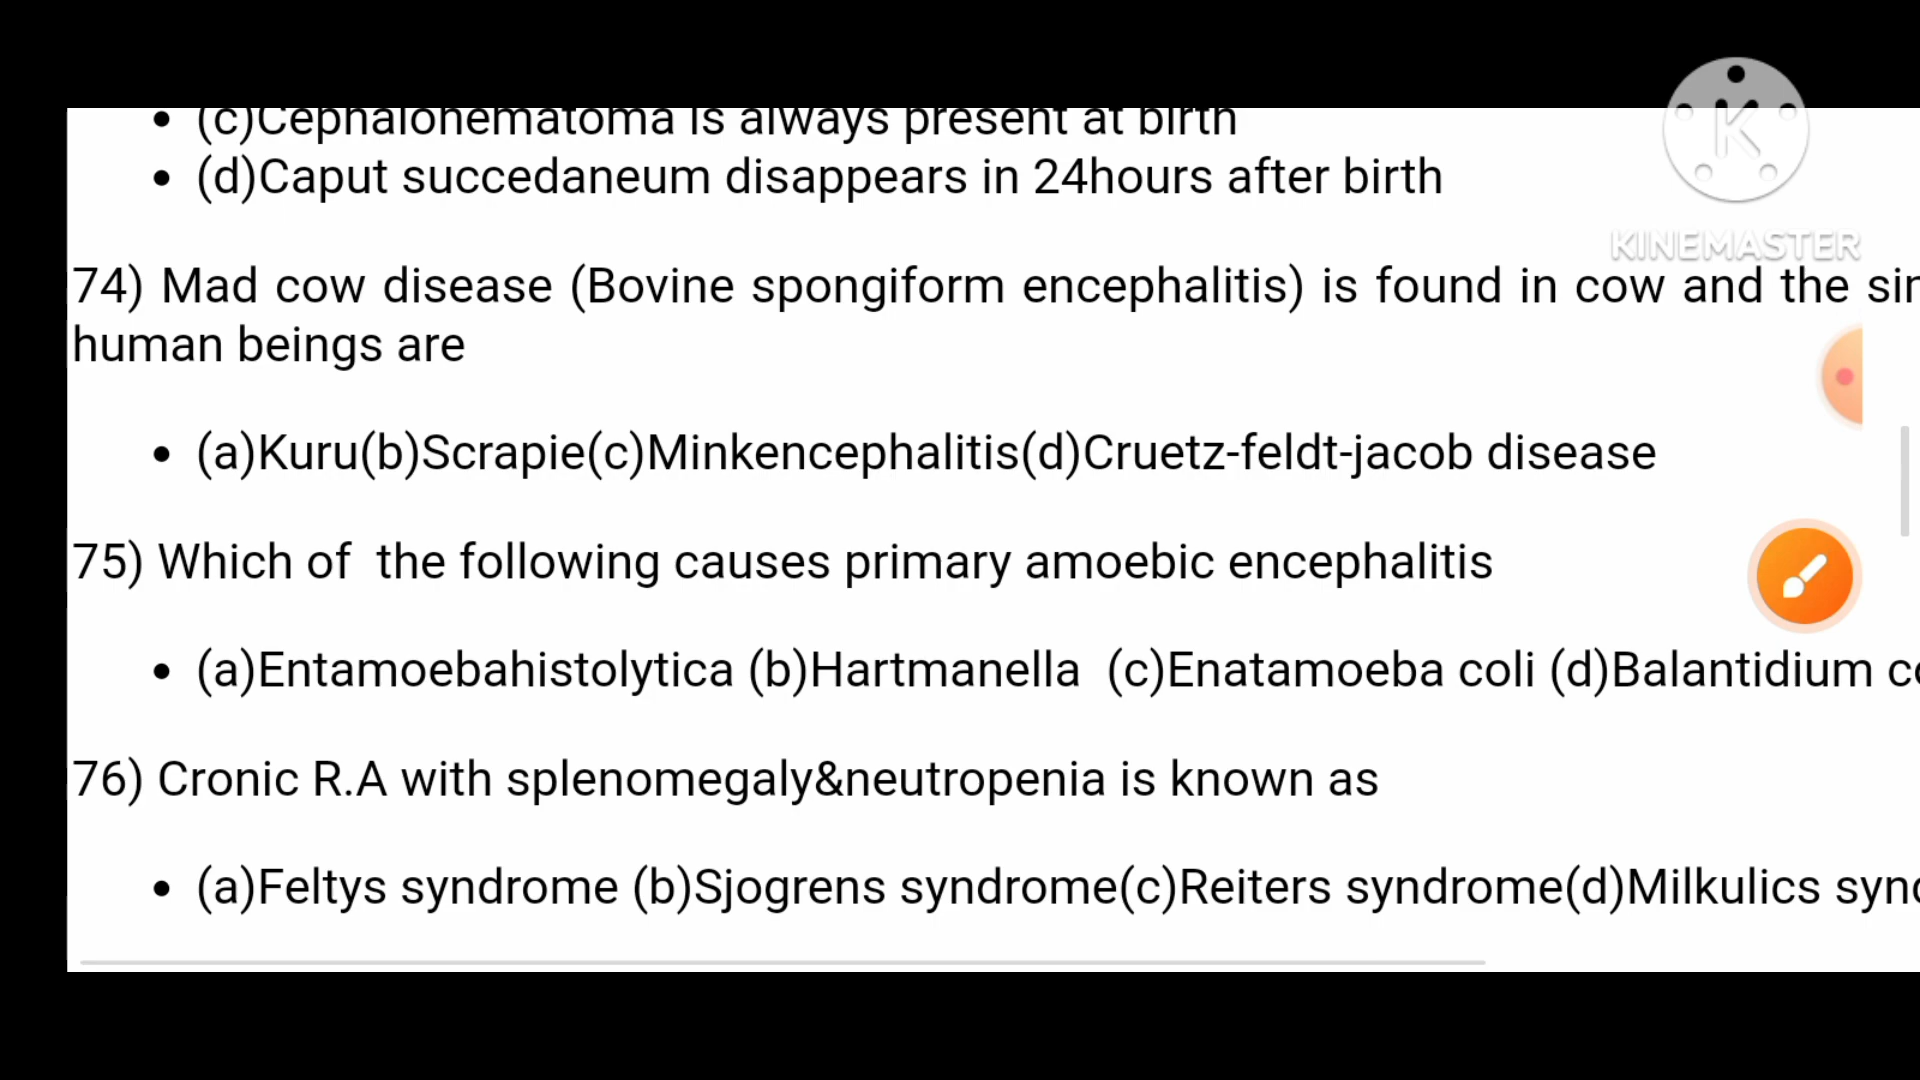 (c)Cephalohematoma is always present at birth
(d)Caput succedaneum disappears in 24hours after birth
KINEMASTER
74) Mad cow disease (Bovine spongiform encephalitis) is found in cow and the
human beings are
(a)Kuru(b)Scrapie(c)Minkencephalitis(d)Cruetz-feldt-jacob disease
75) Which of the following causes primary amoebic encephalitis
(a)Entamoebahistolytica (b)Hartmanella (c)Enatamoeba coli (d)Balantidium
76) Cronic R.A with splenomegaly&neutropenia is known as
(a)Feltys syndrome (b)Sjogrens syndrome(c)Reiters syndrome(d)Milkulics